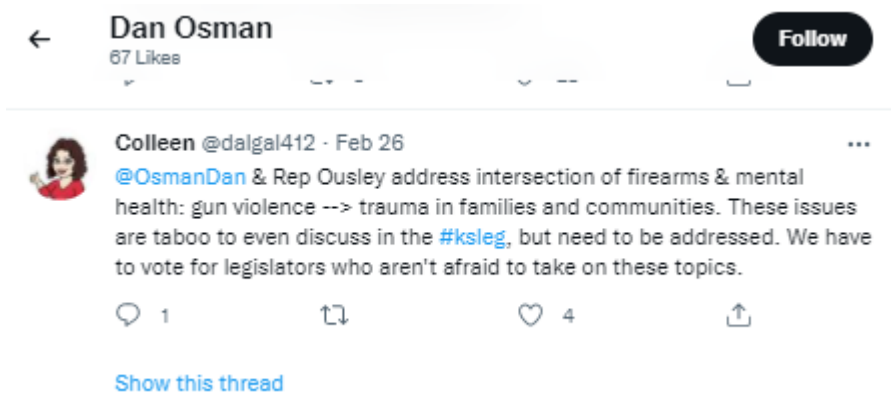 Dan Osman
67 Likes
Follow
Colleen @dalgal412 · Feb 26
@OsmanDan & Rep Ousley address intersection of firearms & mental
health: gun violence --> trauma in families and communities. These issues
are taboo to even discuss in the #ksleg, but need to be addressed. We have
to vote for legislators who aren't afraid to take on these topics.
1
4
Show this thread